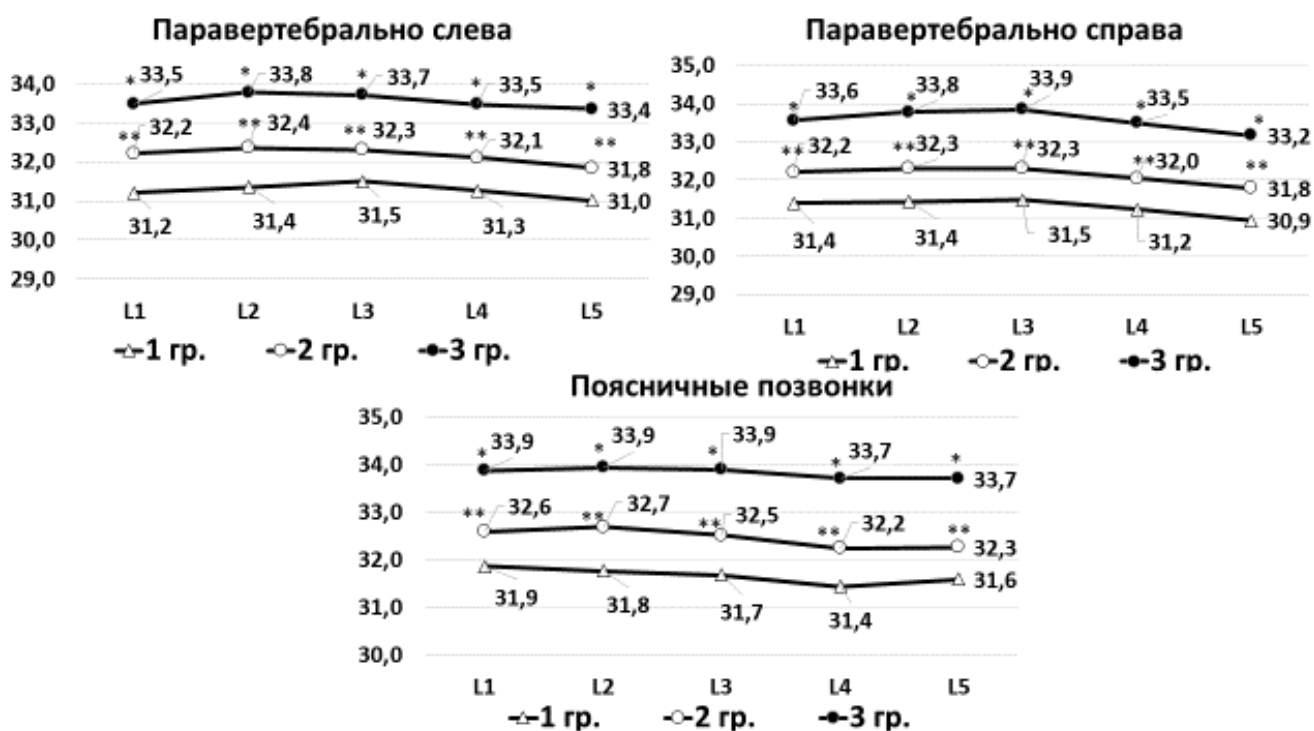 Паравертебрально слева
34,0
33,0
32,0
31,0
30,0
29,0
* 33,5 * 33,8 * 33,7 * 33,5 * 33,4
** 32,2 ** 32,4 ** 32,3 ** 32,1 ** 31,8
31,2 31,4 31,5 31,3 31,0
L1 L2 L3 L4 L5
1 гр. 2 гр. 3 гр.
Паравертебрально справа
35,0
34,0
33,0
32,0
31,0
30,0
29,0
* 33,6 * 33,8 * 33,9 * 33,5 * 33,2
** 32,2 ** 32,3 ** 32,3 ** 32,0 ** 31,8
31,4 31,4 31,5 31,2 30,9
L1 L2 L3 L4 L5
1 гр. 2 гр. 3 гр.
Поясничные позвонки
35,0
34,0
33,0
32,0
31,0
30,0
* 33,9 * 33,9 * 33,9 * 33,7 * 33,7
** 32,6 ** 32,7 ** 32,5 ** 32,2 ** 32,3
31,9 31,8 31,7 31,4 31,6
L1 L2 L3 L4 L5
1 гр. 2 гр. 3 гр.